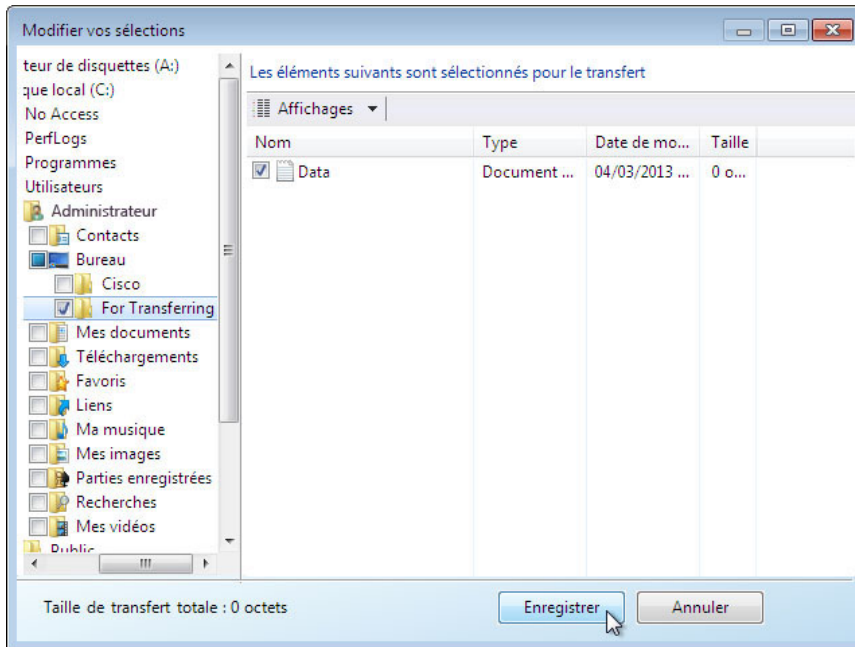 Modifier vos sélections
teur de disquettes (A:)
que local (C:)
No Access
PerfLogs
Programmes
Utilisateurs
Administrateur
Contacts
Bureau
Cisco
For Transferring
Mes documents
Téléchargements
Favoris
Liens
Ma musique
Mes images
Parties enregistrées
Recherches
Mes vidéos
Public
Les éléments suivants sont sélectionnés pour le transfert
Affichages
Nom Type Date de mo... Taille
Data Document ... 04/03/2013 ... 0 o...
Taille de transfert totale : 0 octets
Enregistrer Annuler